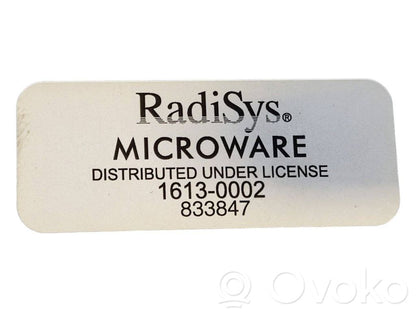 RadiSys®
MICROWARE
DISTRIBUTED UNDER LICENSE
1613-0002
833847
Ovoko